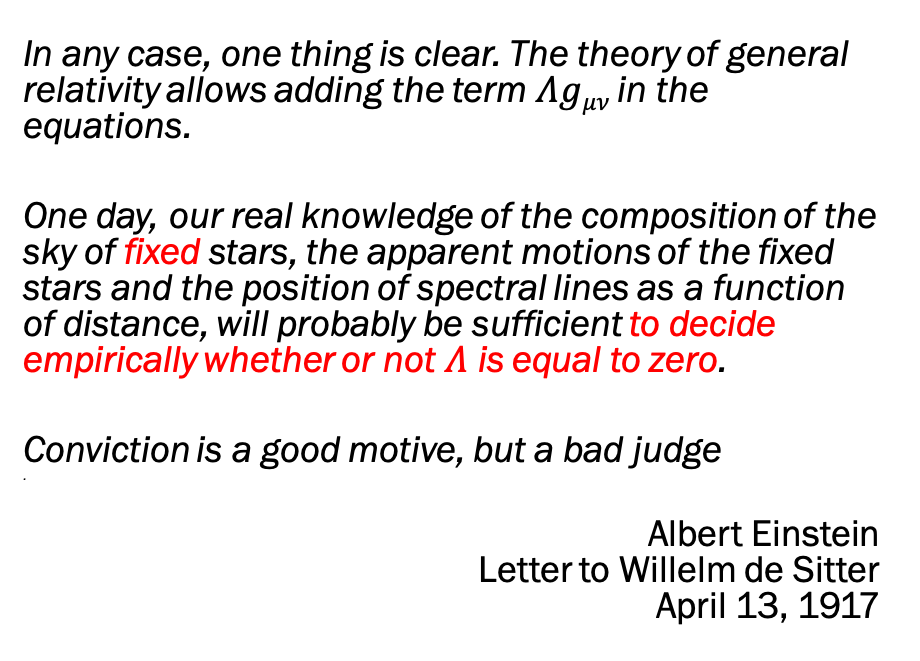 In any case, one thing is clear. The theory of general
relativity allows adding the term Λg_μν in the
equations.
One day, our real knowledge of the composition of the
sky of fixed stars, the apparent motions of the fixed
stars and the position of spectral lines as a function
of distance, will probably be sufficient to decide
empirically whether or not Λ is equal to zero.
Conviction is a good motive, but a bad judge
.
Albert Einstein
Letter to Willelm de Sitter
April 13, 1917